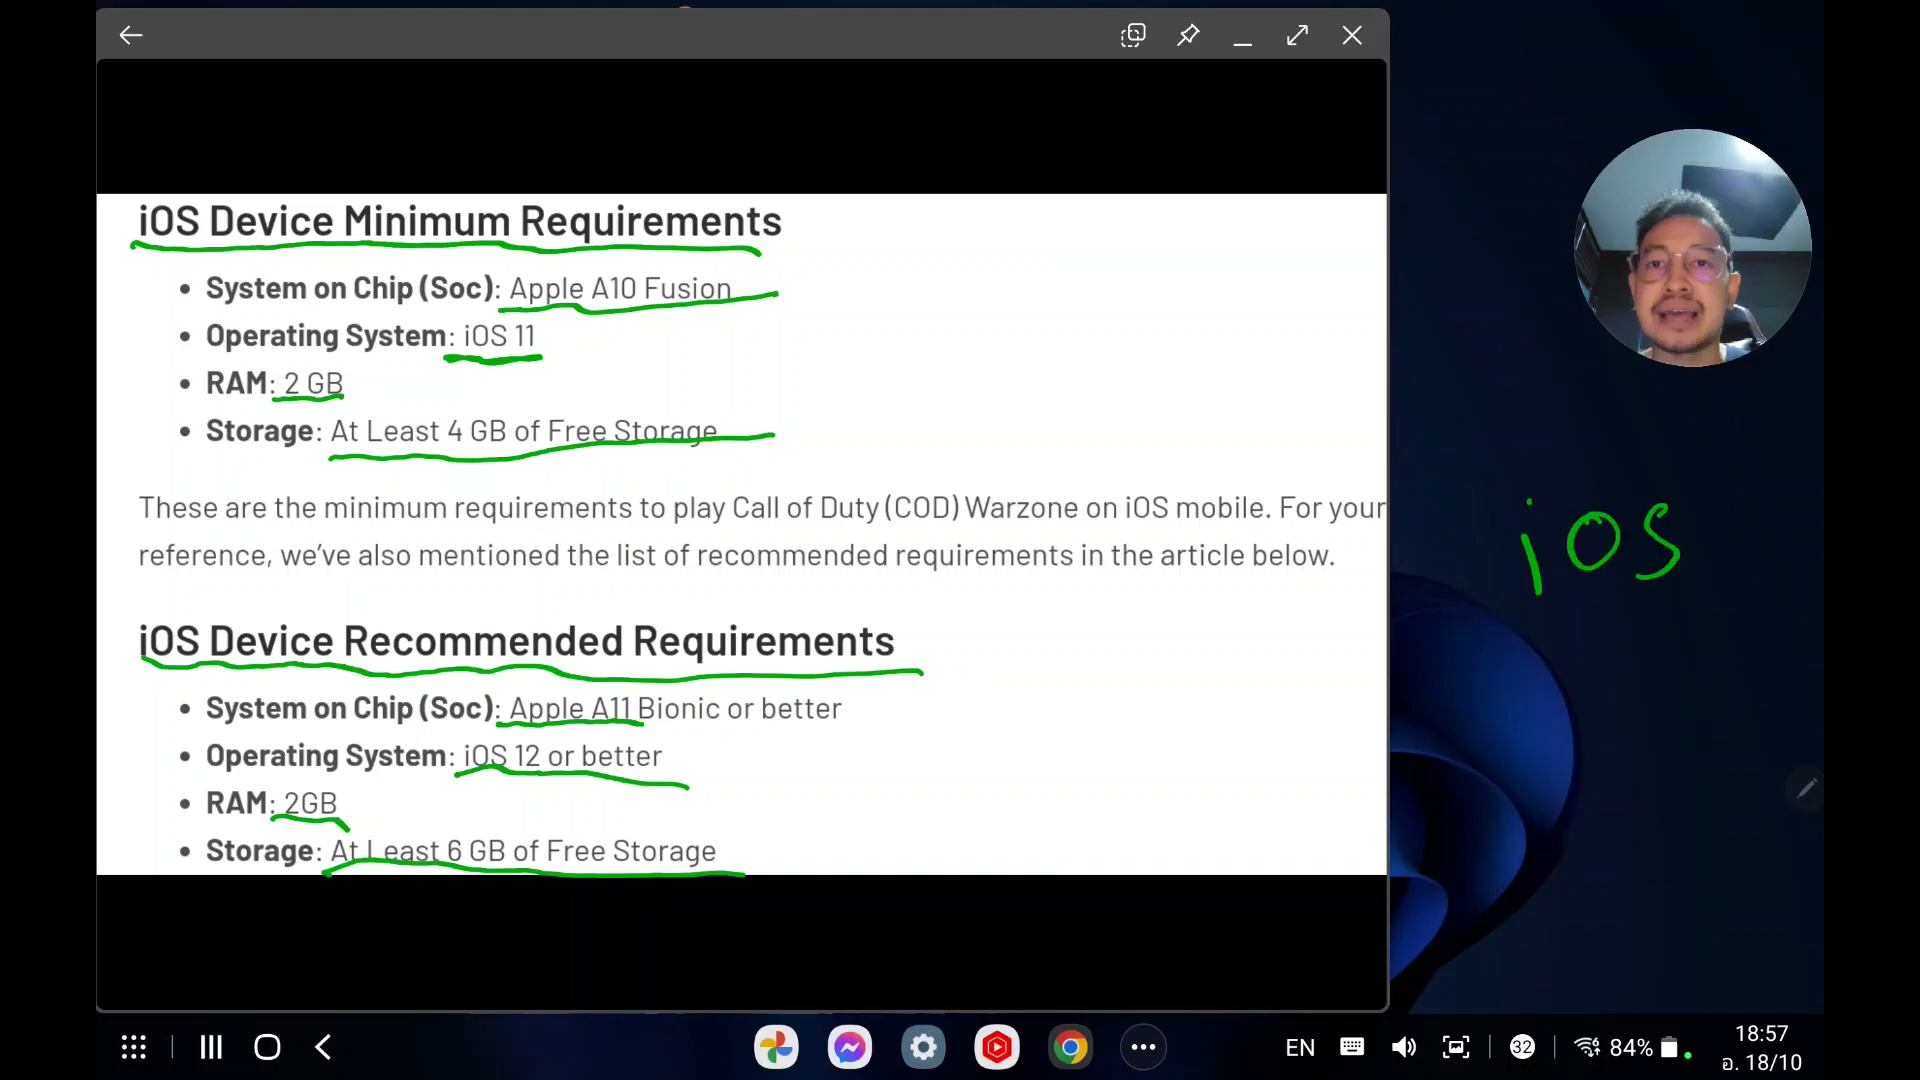 iOS Device Minimum Requirements
System on Chip (Soc): Apple A10 Fusion
Operating System: iOS 11
RAM: 2 GB
Storage: At Least 4 GB of Free Storage
These are the minimum requirements to play Call of Duty (COD) Warzone on iOS mobile. For your
reference, we’ve also mentioned the list of recommended requirements in the article below.
iOS
iOS Device Recommended Requirements
System on Chip (Soc): Apple A11 Bionic or better
Operating System: iOS 12 or better
RAM: 2GB
Storage: At Least 6 GB of Free Storage
EN
32
84%
18:57
อ. 18/10